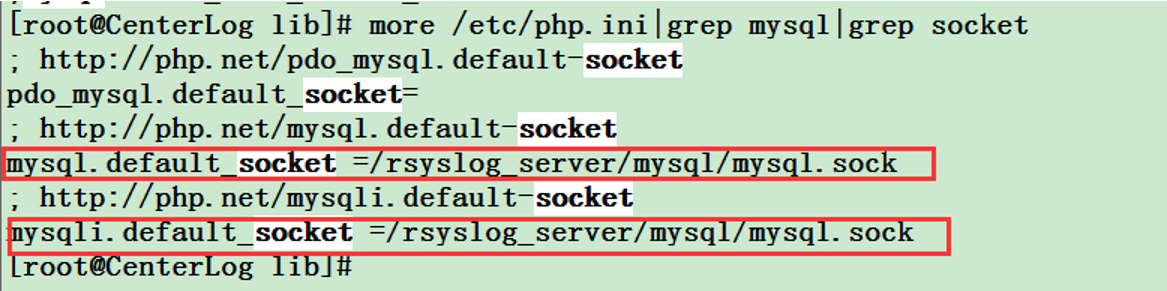 [root@CenterLog lib]# more /etc/php.ini|grep mysql|grep socket
; http://php.net/pdo_mysql.default-socket
pdo_mysql.default_socket=
; http://php.net/mysql.default-socket
mysql.default_socket =/rsyslog_server/mysql/mysql.sock
; http://php.net/mysqli.default-socket
mysqli.default_socket =/rsyslog_server/mysql/mysql.sock
[root@CenterLog lib]#